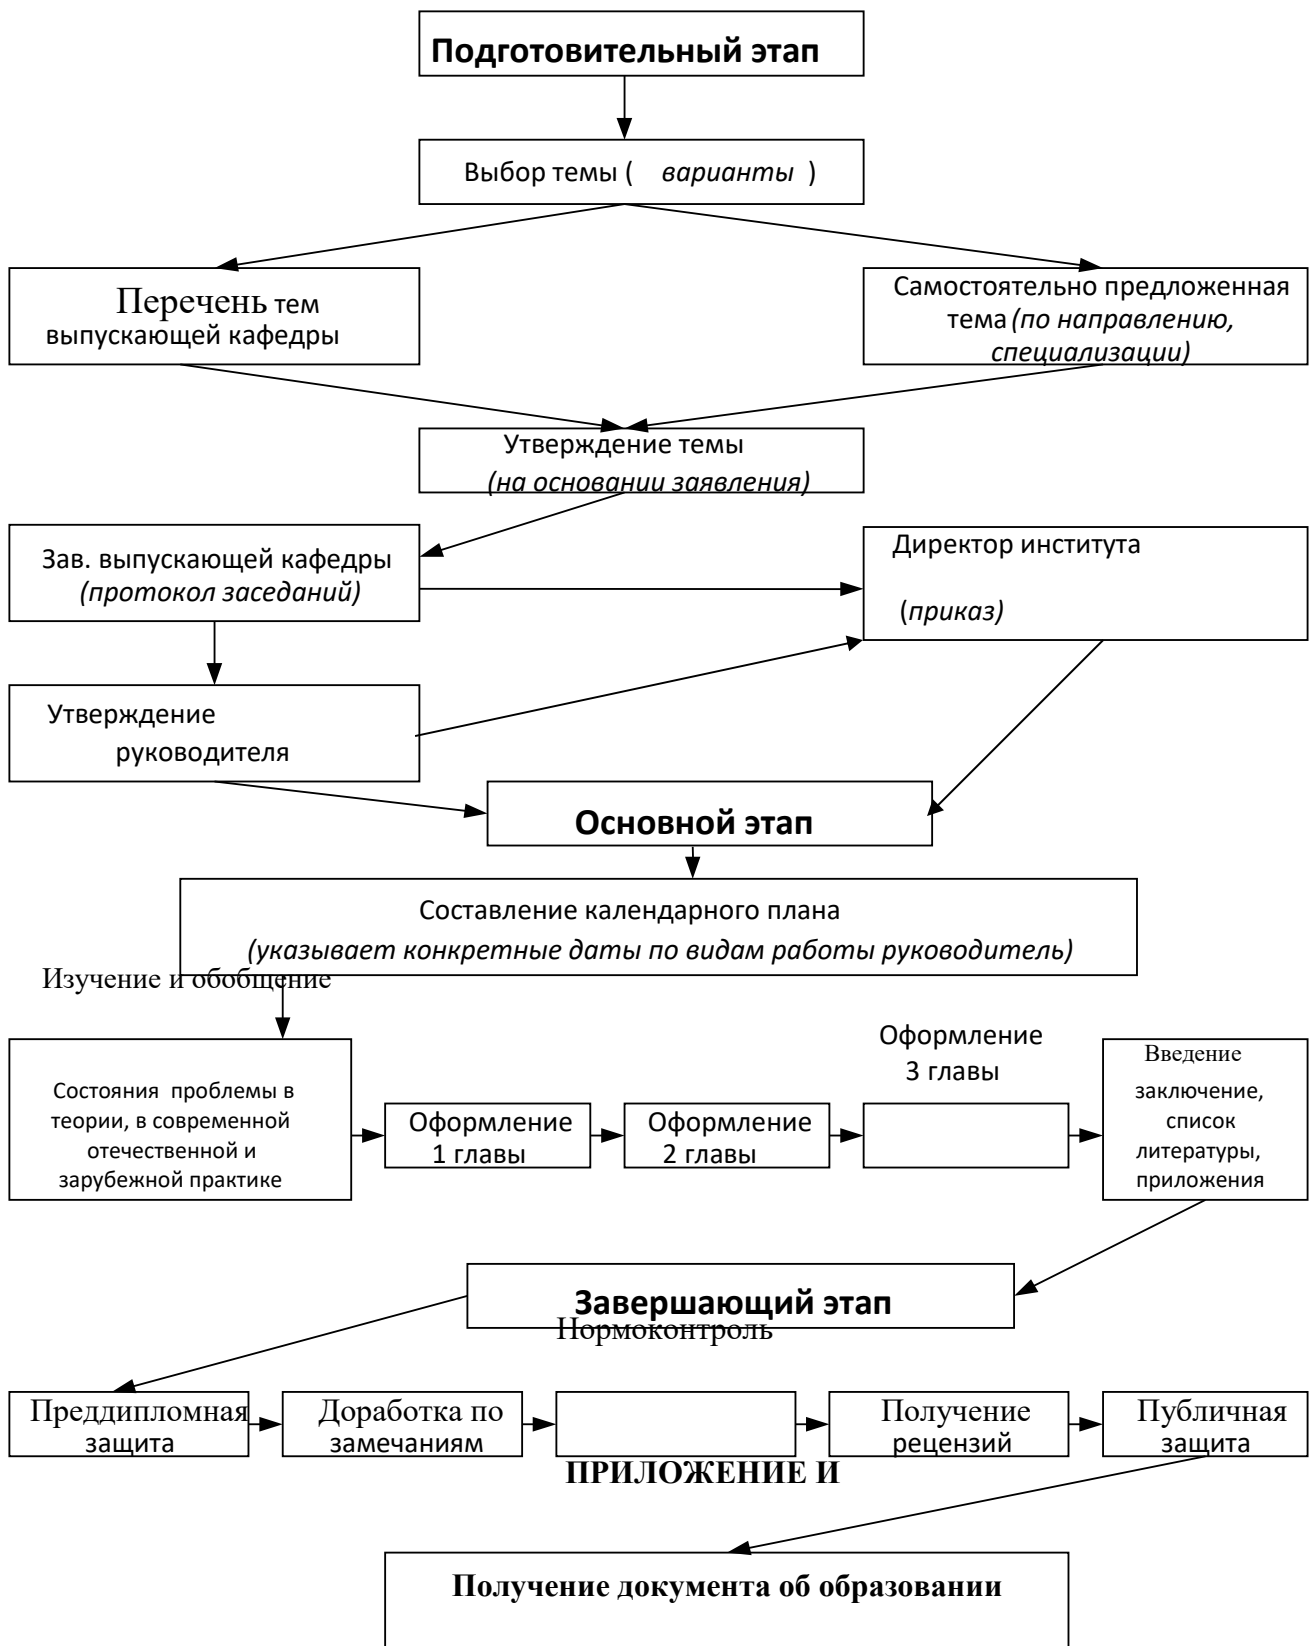 Подготовительный этап
Выбор темы ( варианты )
Перечень тем
выпускающей кафедры
Самостоятельно предложенная
тема (по направлению,
специализации)
Утверждение темы
(на основании заявления)
Зав. выпускающей кафедры
(протокол заседаний)
Директор института
(приказ)
Утверждение
руководителя
Основной этап
Составление календарного плана
(указывает конкретные даты по видам работы руководитель)
Изучение и обобщение
Состояния проблемы в
теории, в современной
отечественной и
зарубежной практике
Оформление
1 главы
Оформление
2 главы
Оформление
3 главы
Введение
заключение,
список
литературы,
приложения
Завершающий этап
Нормоконтроль
Преддипломная
защита
Доработка по
замечаниям
Получение
рецензий
Публичная
защита
ПРИЛОЖЕНИЕ И
Получение документа об образовании